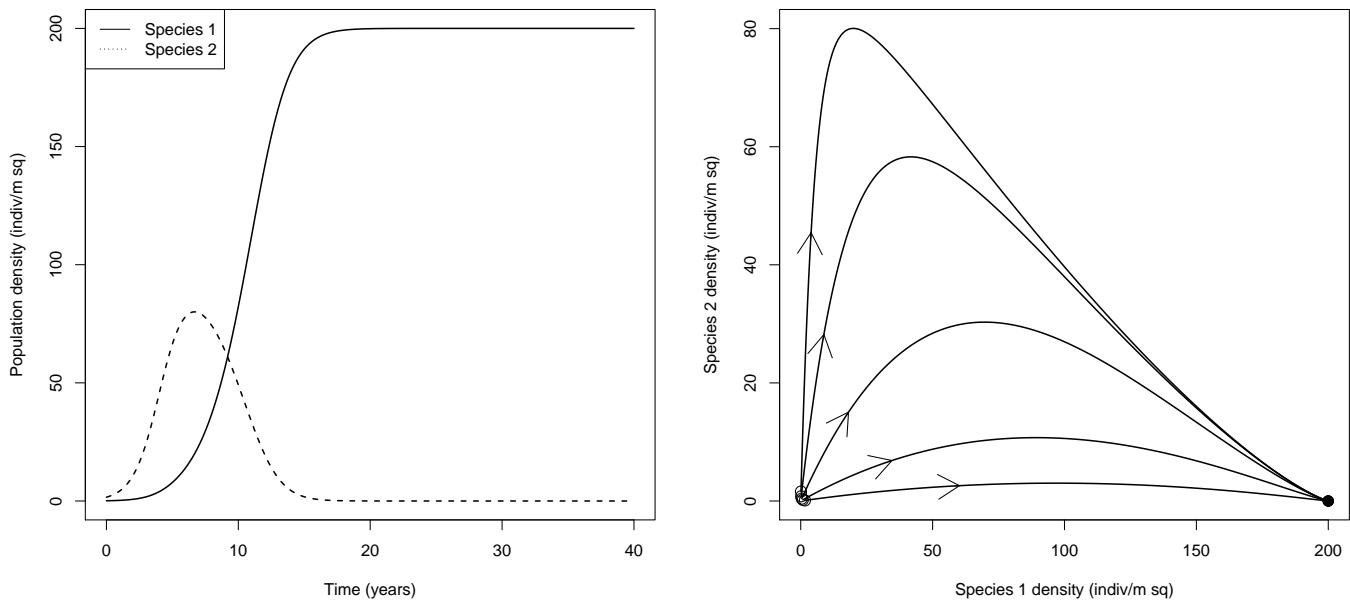 Species 1
Species 2
Population density (indiv/m sq)
200
150
100
50
0
0 10 20 30 40
Time (years)
Species 2 density (indiv/m sq)
80
60
40
20
0
0 50 100 150 200
Species 1 density (indiv/m sq)